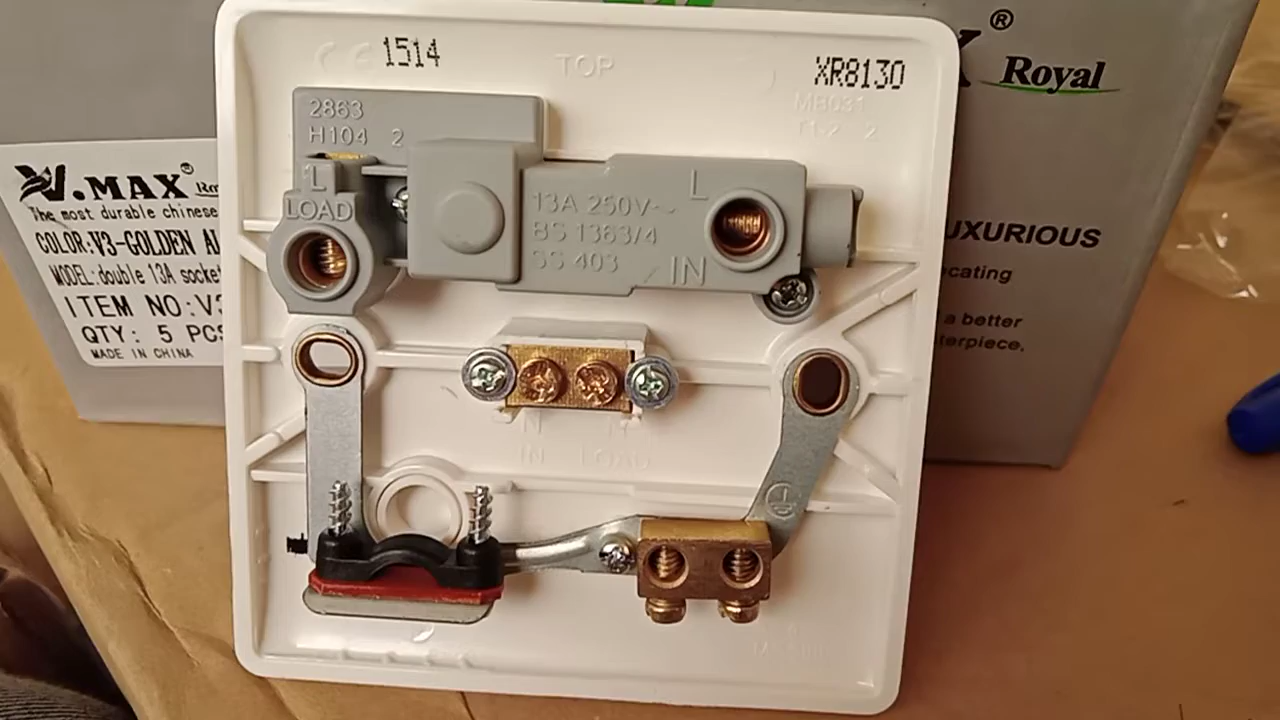 1514
TOP
XR8130
MB031
2863
H104 2
L
LOAD
13A 250V~
BS 1363/4
SS 403
L
IN
N N
IN LOAD
V.MAX®
The most durable chinese
COLOR:V3-GOLDEN
MODEL:double 13A socket
ITEM NO:V3
QTY: 5 PCS
MADE IN CHINA
X®
Royal
UXURIOUS
cating
a better
terpiece.